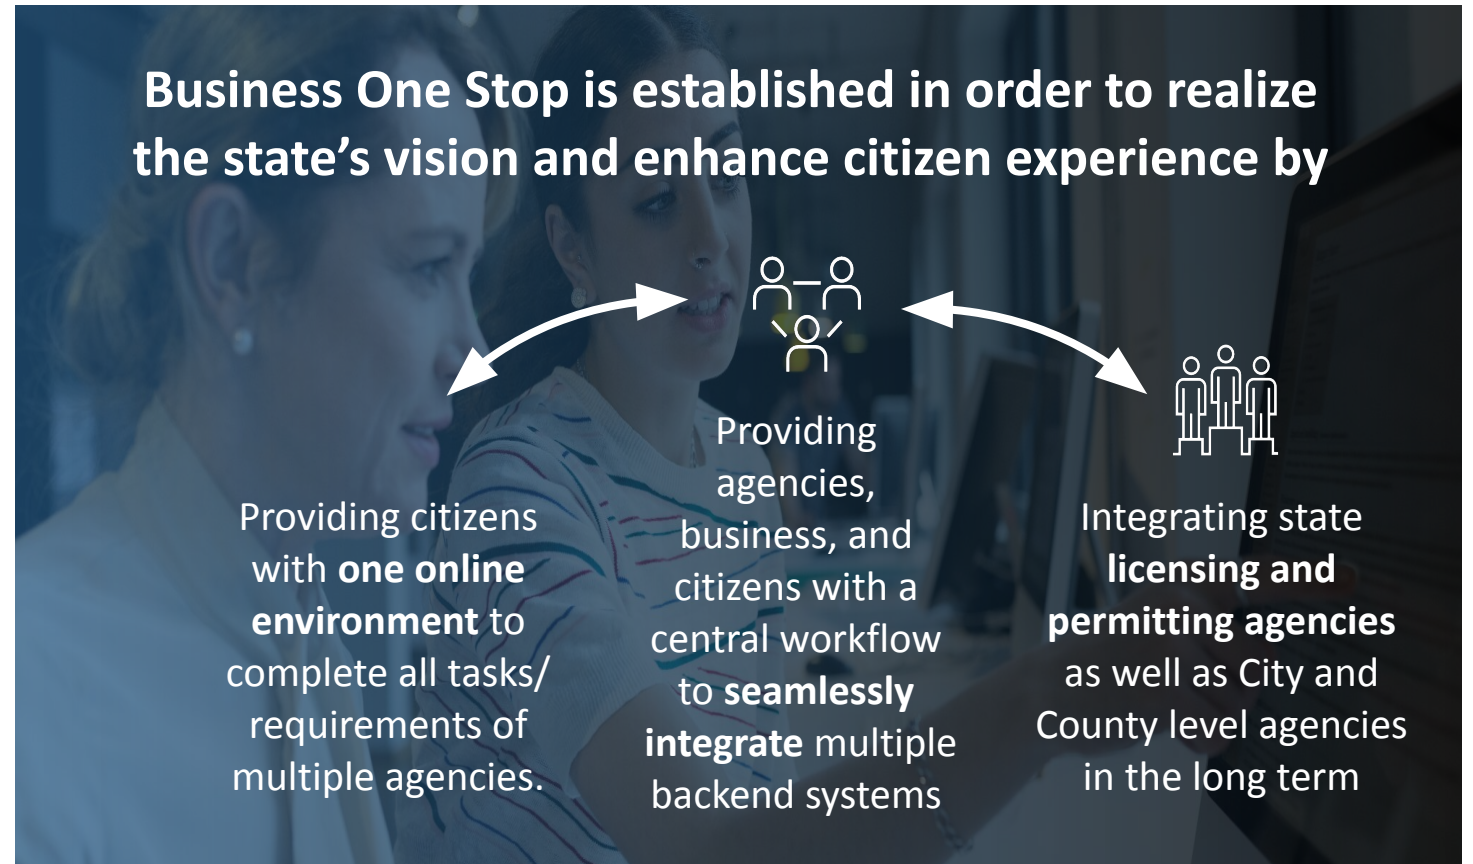 Business One Stop is established in order to realize
the state’s vision and enhance citizen experience by
Providing citizens
with one online
environment to
complete all tasks/
requirements of
multiple agencies.
Providing
agencies,
business, and
citizens with a
central workflow
to seamlessly
integrate multiple
backend systems
Integrating state
licensing and
permitting agencies
as well as City and
County level agencies
in the long term